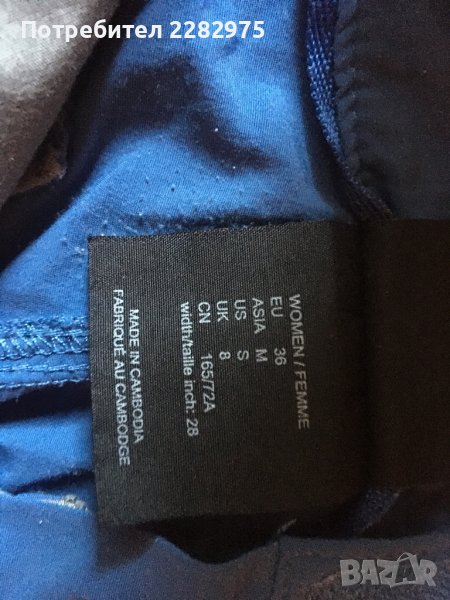 Потребител 2282975
WOMEN / FEMME
EU 36
ASIA M
US S
UK 8
CN 165/72A
width/taille inch: 28
MADE IN CAMBODIA
FABRIQUÉ AU CAMBODGE
BAZAR